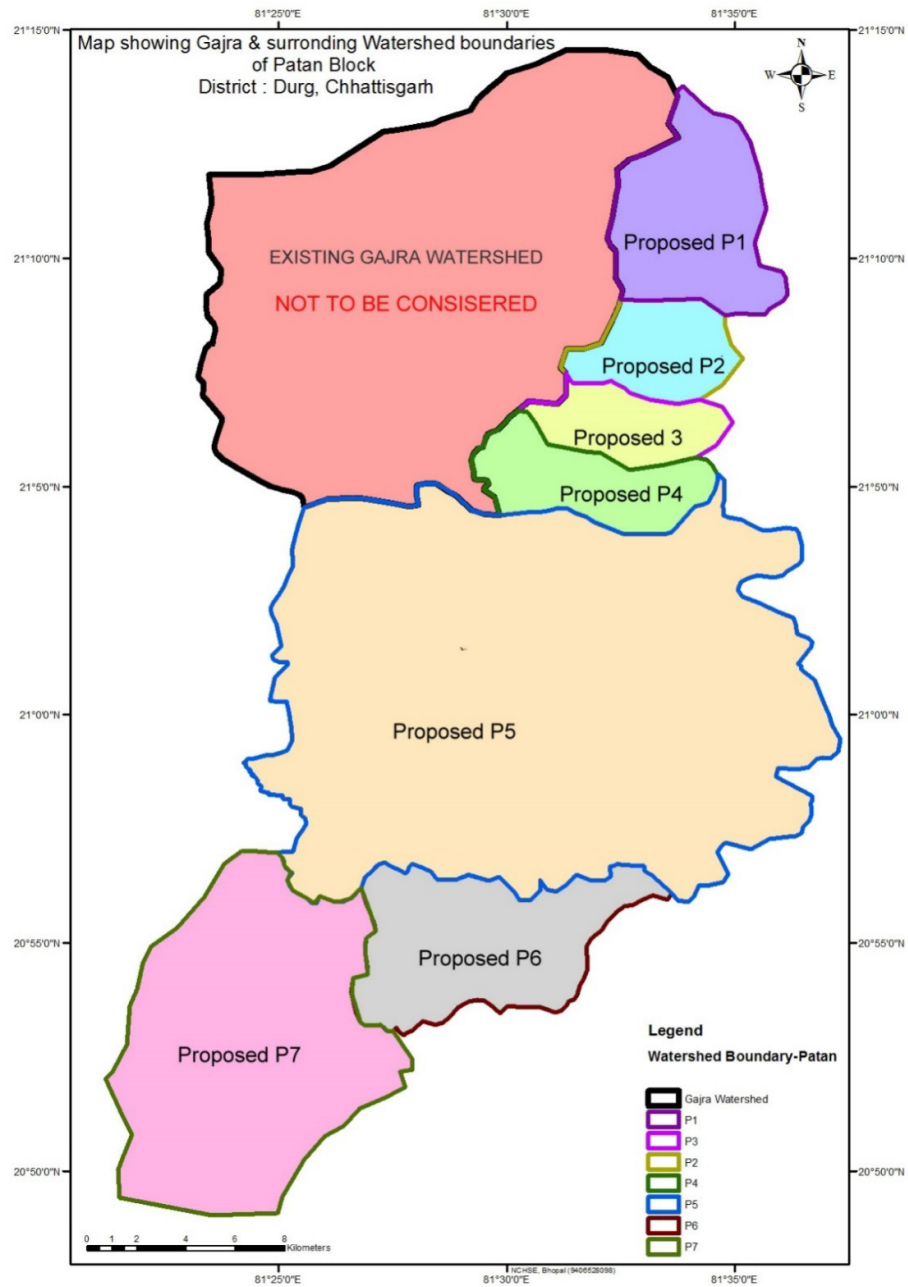 81°25'0"E
81°30'0"E
81°35'0"E
21°15'0"N
21°15'0"N
Map showing Gajra & surronding Watershed boundaries
of Patan Block
District : Durg, Chhattisgarh
N
W
E
S
Proposed P1
21°10'0"N
EXISTING GAJRA WATERSHED
21°10'0"N
NOT TO BE CONSISERED
Proposed P2
Proposed 3
21°5'0"N
Proposed P4
21°5'0"N
21°0'0"N
21°0'0"N
Proposed P5
20°55'0"N
Proposed P6
20°55'0"N
Proposed P7
Legend
Watershed Boundary-Patan
Gajra Watershed
P1
P3
P2
P4
P5
P6
P7
20°50'0"N
20°50'0"N
0 1 2 4 6 8
Kilometers
NCHSE, Bhopal (9406528098)
81°25'0"E
81°30'0"E
81°35'0"E